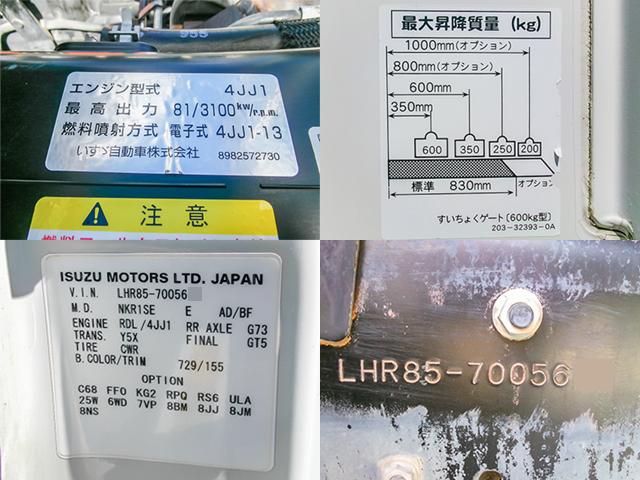 955
エンジン型式 4JJ1
最高出力 81/3100kw/r.p.m.
燃料噴射方式 電子式 4JJ1-13
いすゞ自動車株式会社 8982572730
注意
最大昇降質量(kg)
1000mm(オプション)
800mm(オプション)
600mm
350mm
600 350 250 200
標準 830mm オプション
すいちょくゲート[600kg型]
203-32393-0A
ISUZU MOTORS LTD. JAPAN
V.I.N. LHR85-70056
M.D. NKR1SE E AD/BF
ENGINE RDL/4JJ1 RR AXLE G73
TRANS. Y5X FINAL GT5
TIRE CWR
B.COLOR/TRIM 729/155
OPTION
C68 FF0 KG2 RPQ RS6 ULA
25W 6WD 7VP 8BM 8JJ 8JM
8NS
LHR85-70056